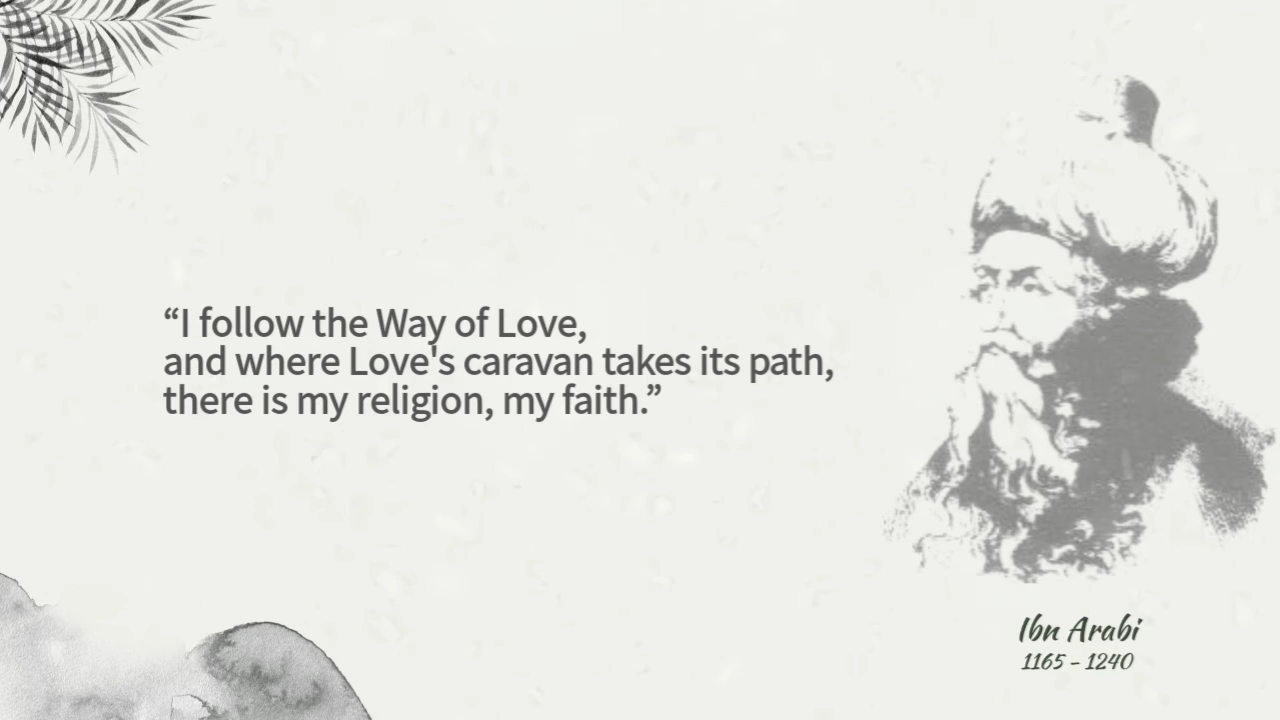 “I follow the Way of Love,
and where Love's caravan takes its path,
there is my religion, my faith.”
Ibn Arabi
1165 - 1240